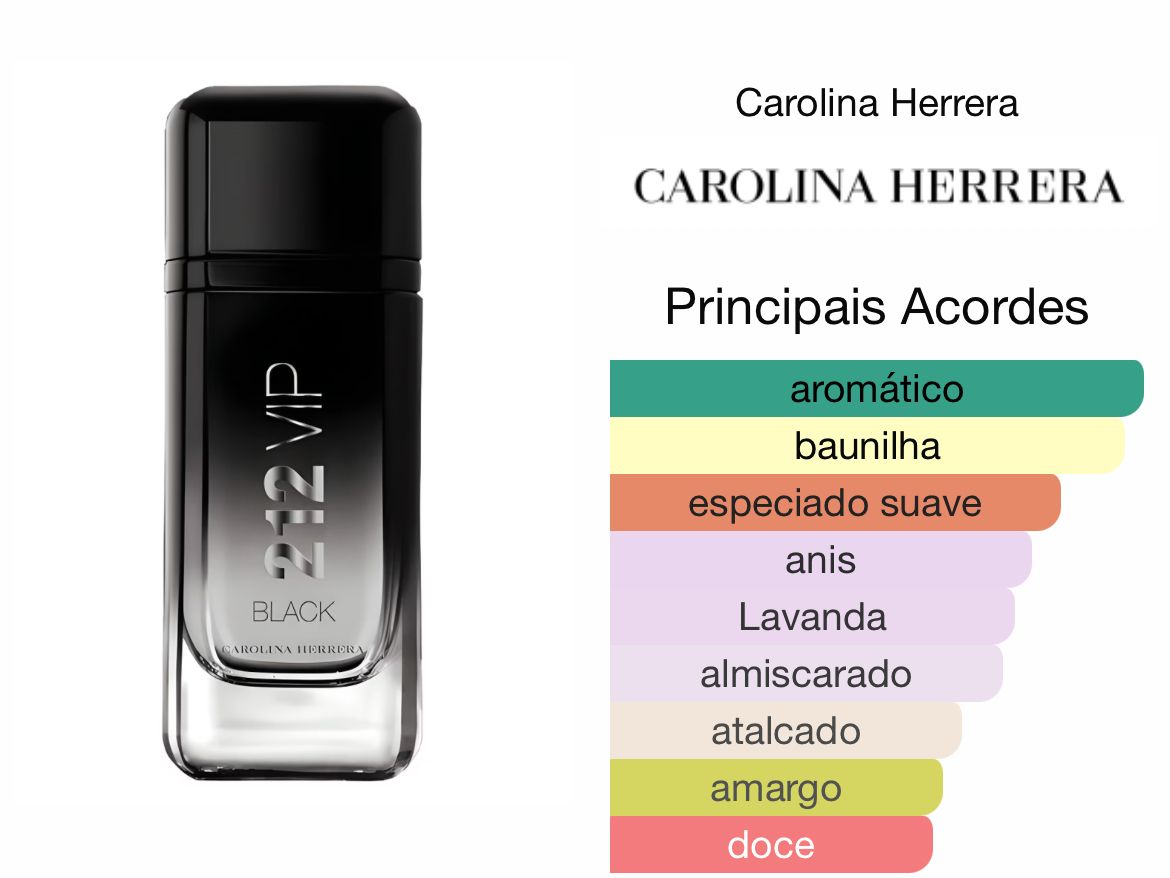 212 VIP
BLACK
CAROLINA HERRERA
Carolina Herrera
CAROLINA HERRERA
Principais Acordes
aromático
baunilha
especiado suave
anis
Lavanda
almiscarado
atalcado
amargo
doce